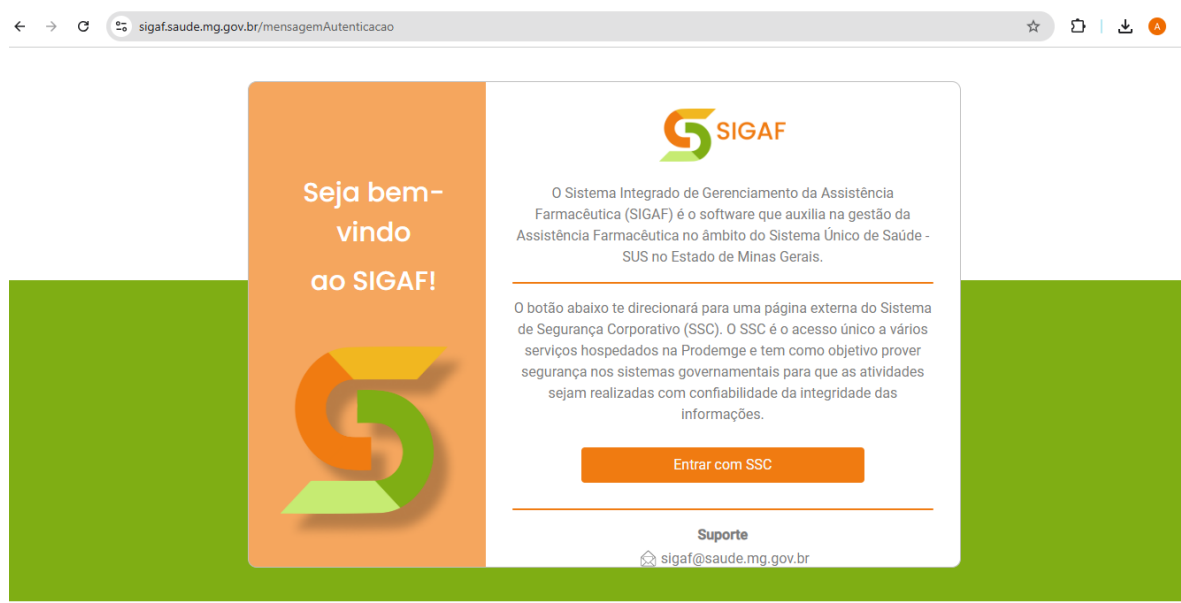 sigaf.saude.mg.gov.br/mensagemAutenticacao
A
Seja bem-
vindo
ao SIGAF!
SIGAF
O Sistema Integrado de Gerenciamento da Assistência
Farmacêutica (SIGAF) é o software que auxilia na gestão da
Assistência Farmacêutica no âmbito do Sistema Único de Saúde -
SUS no Estado de Minas Gerais.
O botão abaixo te direcionará para uma página externa do Sistema
de Segurança Corporativo (SSC). O SSC é o acesso único a vários
serviços hospedados na Prodemge e tem como objetivo prover
segurança nos sistemas governamentais para que as atividades
sejam realizadas com confiabilidade da integridade das
informações.
Entrar com SSC
Suporte
sigaf@saude.mg.gov.br